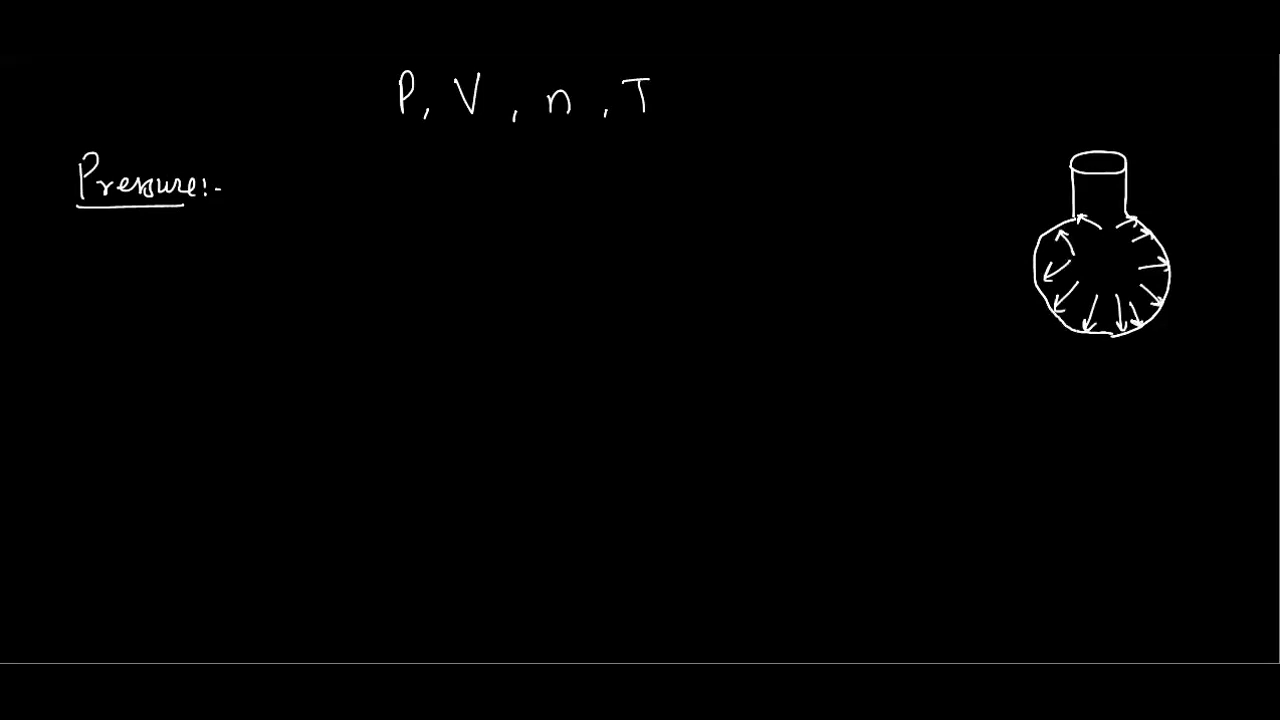 P, V, n, T
Pressure:-